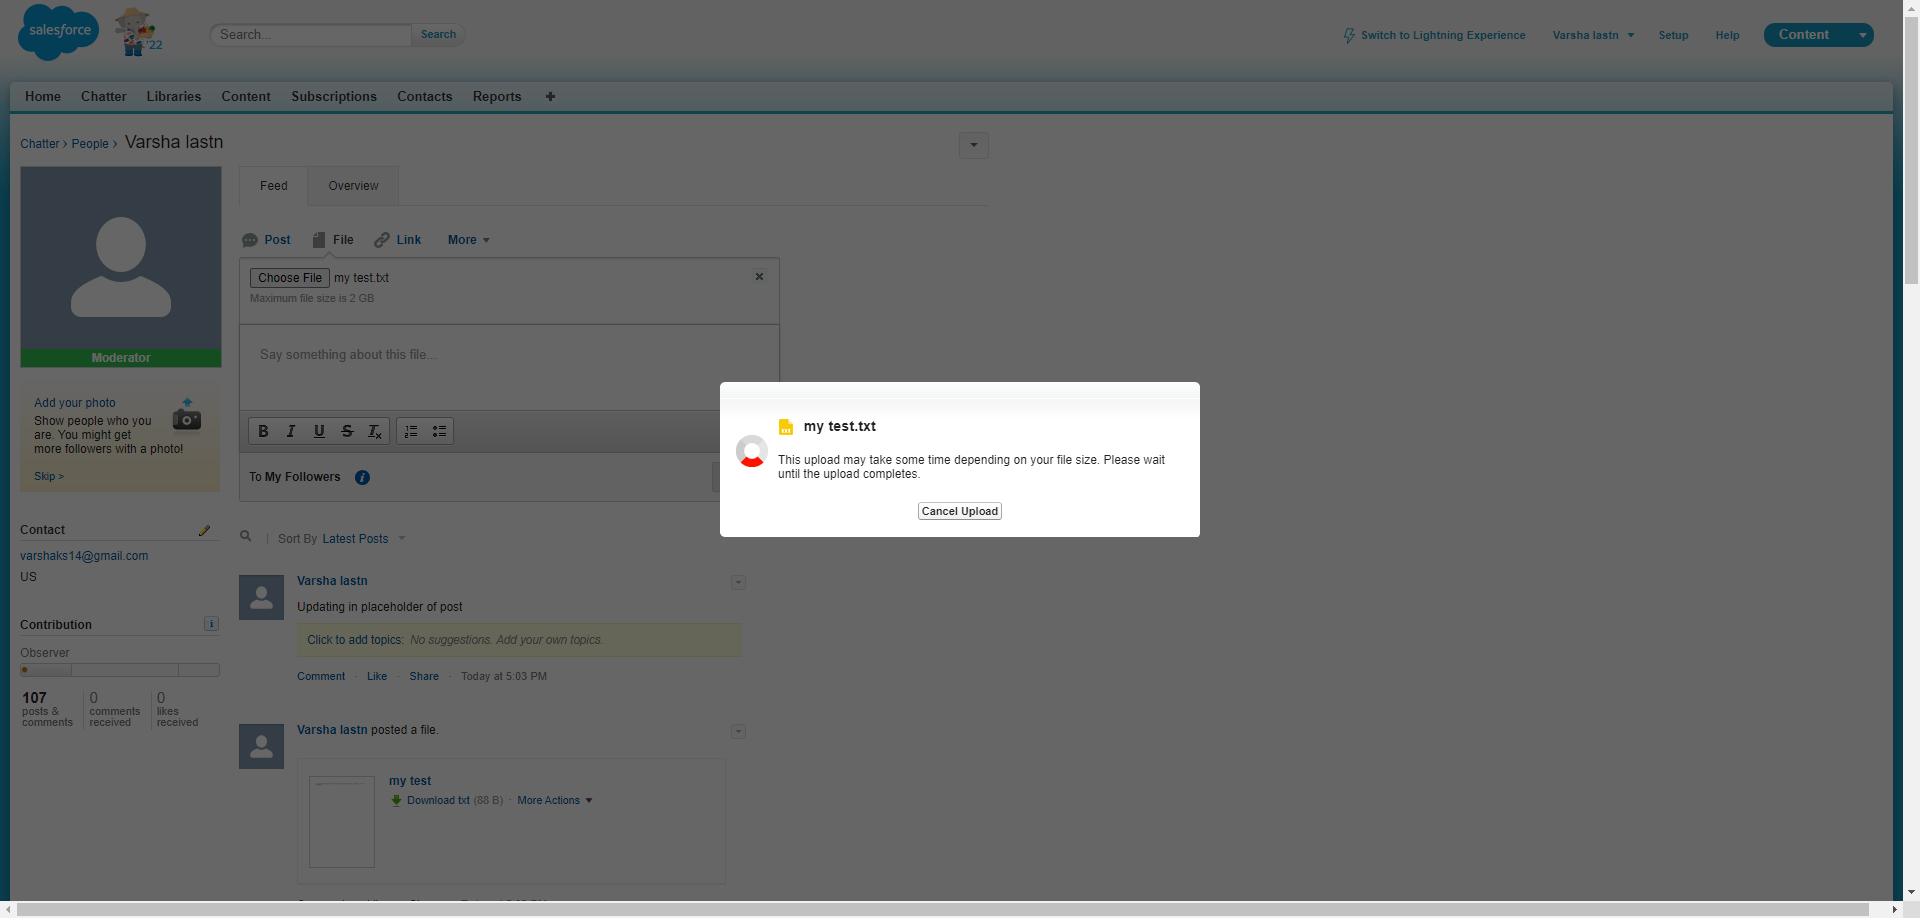 salesforce
'22
Search...
Search
Switch to Lightning Experience
Varsha lastn
Setup
Help
Content
Home
Chatter
Libraries
Content
Subscriptions
Contacts
Reports
Chatter › People › Varsha lastn
Moderator
Add your photo
Show people who you
are. You might get
more followers with a photo!
Skip >
Contact
varshaks14@gmail.com
US
Contribution
i
Observer
107
posts &
comments
0
comments
received
0
likes
received
Feed
Overview
Post
File
Link
More
Choose File my test.txt
Maximum file size is 2 GB
Say something about this file...
B I U S Tx
To My Followers i
Sort By Latest Posts
Varsha lastn
Updating in placeholder of post
Click to add topics: No suggestions. Add your own topics.
Comment · Like · Share · Today at 5:03 PM
Varsha lastn posted a file.
my test
Download txt (88 B) · More Actions
my test.txt
This upload may take some time depending on your file size. Please wait
until the upload completes.
Cancel Upload